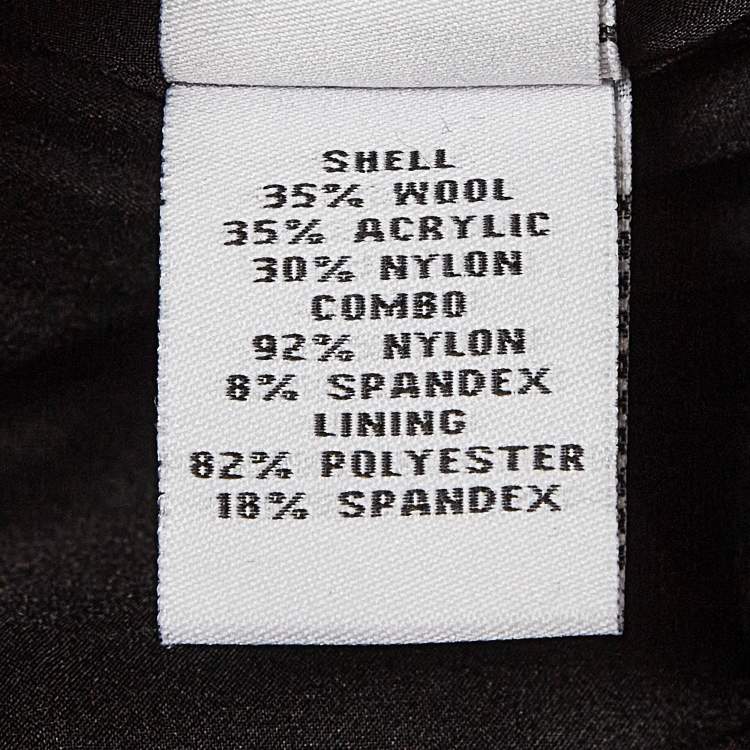 SHELL
35% WOOL
35% ACRYLIC
30% NYLON
COMBO
92% NYLON
8% SPANDEX
LINING
82% POLYESTER
18% SPANDEX